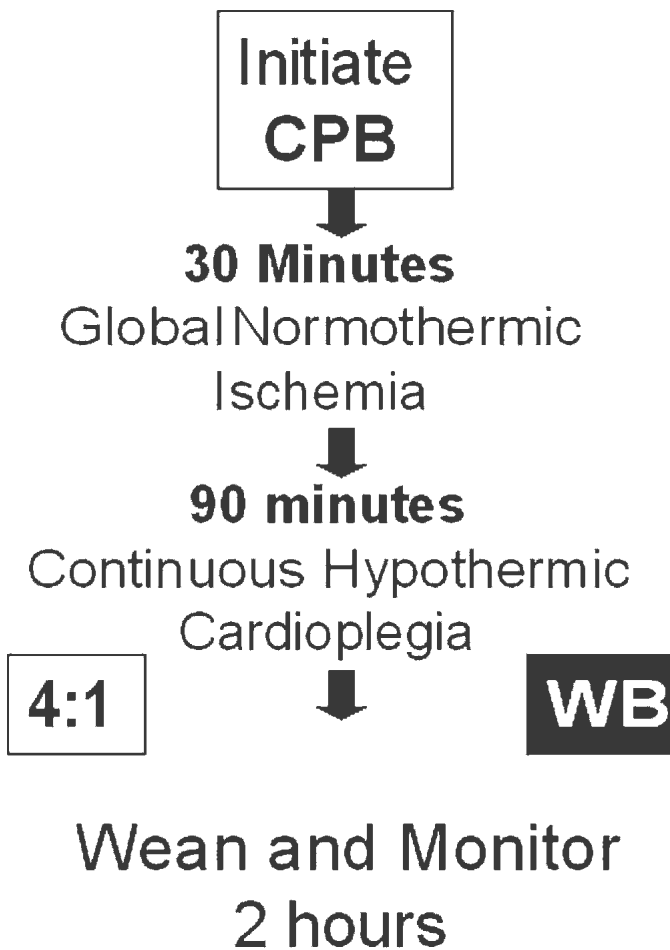 Initiate
CPB
30 Minutes
Global Normothermic
Ischemia
90 minutes
Continuous Hypothermic
Cardioplegia
4:1
WB
Wean and Monitor
2 hours